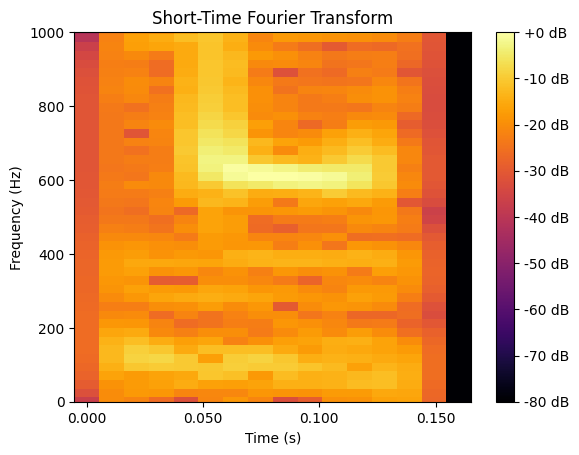 Short-Time Fourier Transform
Frequency (Hz)
1000
800
600
400
200
0
0.000 0.050 0.100 0.150
Time (s)
+0 dB
-10 dB
-20 dB
-30 dB
-40 dB
-50 dB
-60 dB
-70 dB
-80 dB